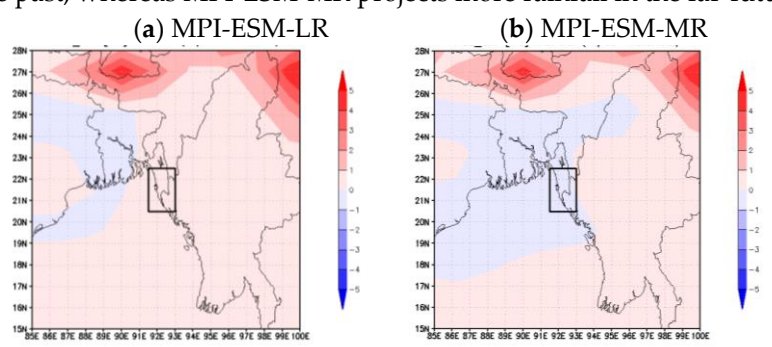 past, whereas MPI-ESM-MR projects more rainfall in the far
(a) MPI-ESM-LR (b) MPI-ESM-MR
28N
27N
26N
25N
24N
23N
22N
21N
20N
19N
18N
17N
16N
15N
85E 86E 87E 88E 89E 90E 91E 92E 93E 94E 95E 96E 97E 98E 99E 100E
5
4
3
2
1
0
-1
-2
-3
-4
-5
28N
27N
26N
25N
24N
23N
22N
21N
20N
19N
18N
17N
16N
15N
85E 86E 87E 88E 89E 90E 91E 92E 93E 94E 95E 96E 97E 98E 99E 100E
5
4
3
2
1
0
-1
-2
-3
-4
-5